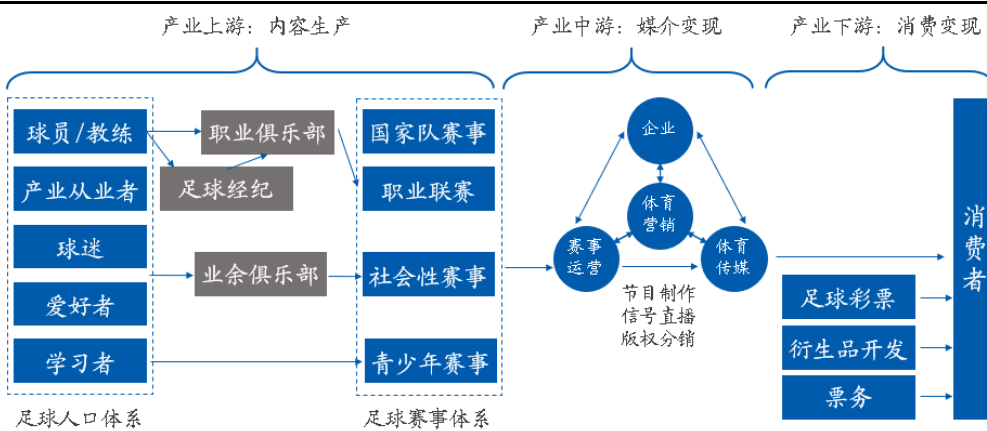 产业上游：内容生产
产业中游：媒介变现
产业下游：消费变现
球员/教练
产业从业者
球迷
爱好者
学习者
足球人口体系
职业俱乐部
足球经纪
业余俱乐部
国家队赛事
职业联赛
社会性赛事
青少年赛事
足球赛事体系
企业
体育
营销
赛事
运营
体育
传媒
节目制作
信号直播
版权分销
足球彩票
衍生品开发
票务
消费者